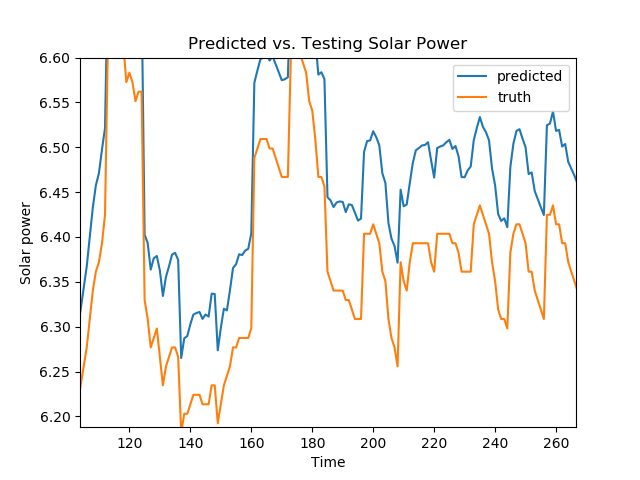 Predicted vs. Testing Solar Power
predicted
truth
Solar power
6.60
6.55
6.50
6.45
6.40
6.35
6.30
6.25
6.20
120 140 160 180 200 220 240 260
Time